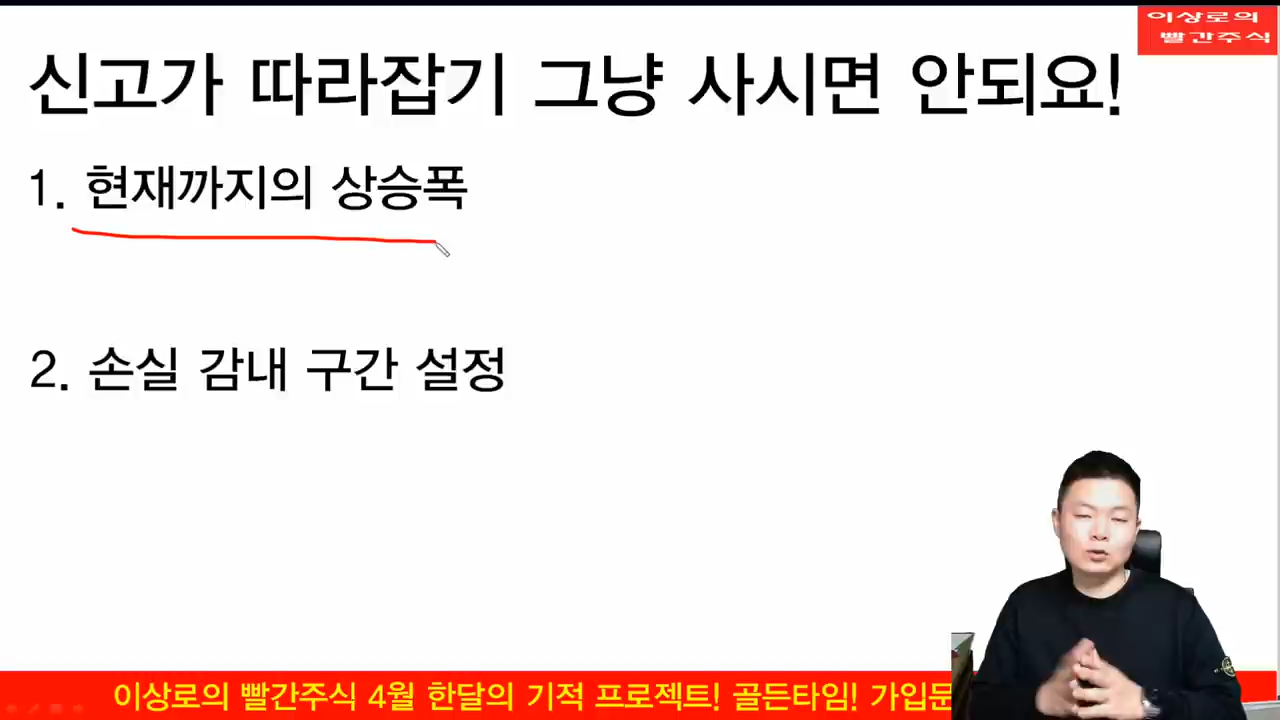 이상로의
빨간주식
신고가 따라잡기 그냥 사시면 안되요!
1. 현재까지의 상승폭
2. 손실 감내 구간 설정
이상로의 빨간주식 4월 한달의 기적 프로젝트! 골든타임! 가입문